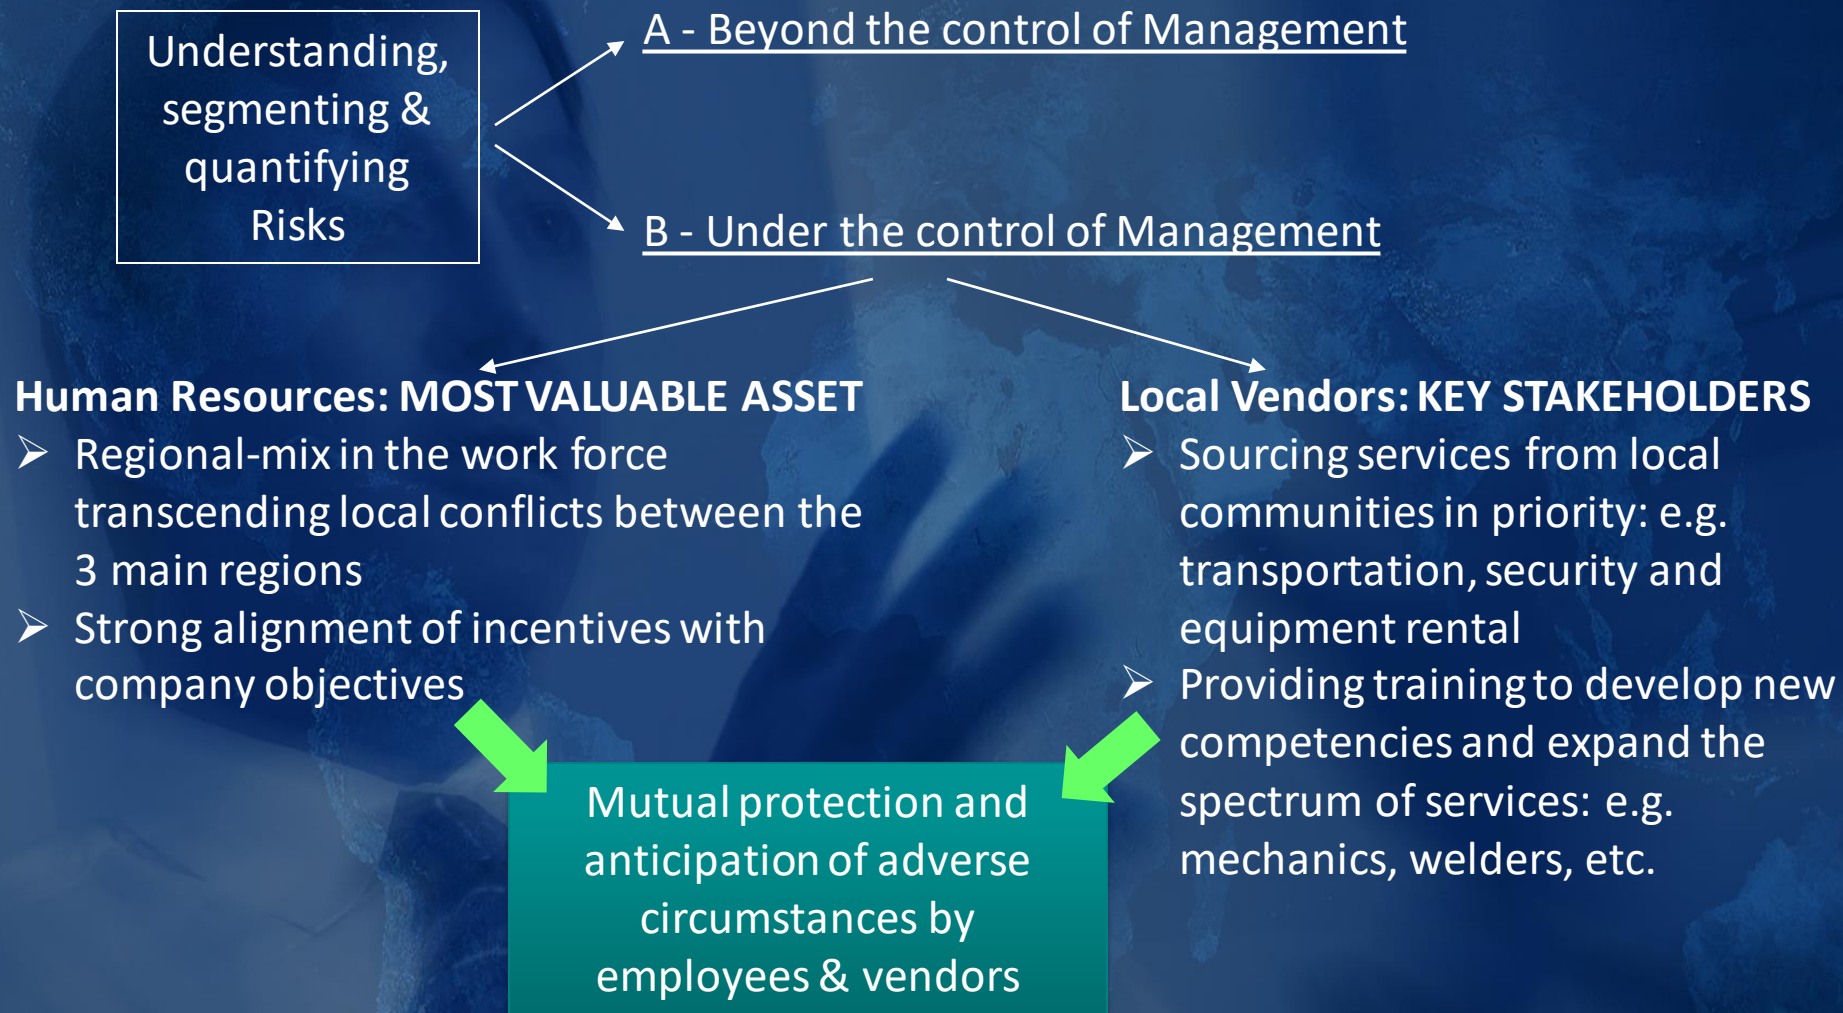 Understanding,
segmenting &
quantifying
Risks
A - Beyond the control of Management
B - Under the control of Management
Human Resources: MOST VALUABLE ASSET
➢ Regional-mix in the work force
transcending local conflicts between the
3 main regions
➢ Strong alignment of incentives with
company objectives
Local Vendors: KEY STAKEHOLDERS
➢ Sourcing services from local
communities in priority: e.g.
transportation, security and
equipment rental
➢ Providing training to develop new
competencies and expand the
spectrum of services: e.g.
mechanics, welders, etc.
Mutual protection and
anticipation of adverse
circumstances by
employees & vendors